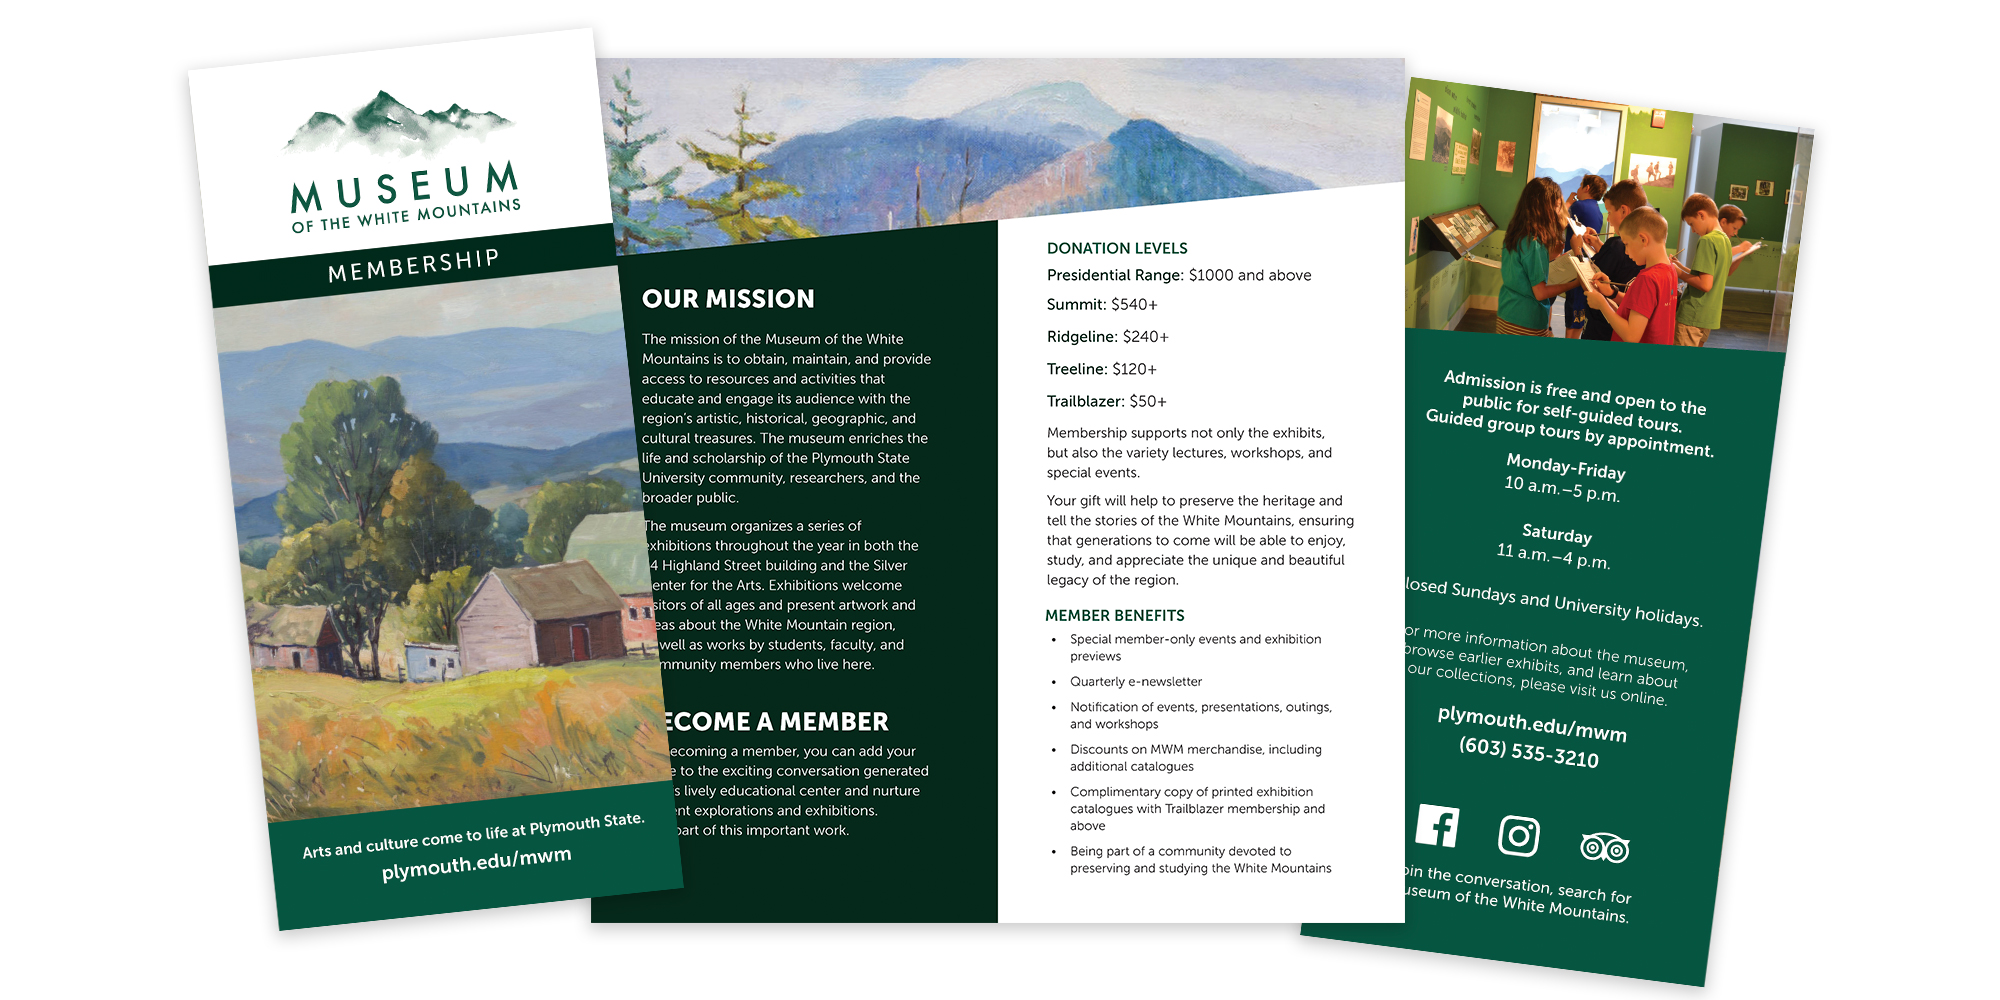 MUSEUM
OF THE WHITE MOUNTAINS
MEMBERSHIP
Arts and culture come to life at Plymouth State.
plymouth.edu/mwm
OUR MISSION
The mission of the Museum of the White
Mountains is to obtain, maintain, and provide
access to resources and activities that
educate and engage its audience with the
region's artistic, historical, geographic, and
cultural treasures. The museum enriches the
life and scholarship of the Plymouth State
University community, researchers, and the
broader public.
The museum organizes a series of
exhibitions throughout the year in both the
4 Highland Street building and the Silver
enter for the Arts. Exhibitions welcome
sitors of all ages and present artwork and
eas about the White Mountain region,
well as works by students, faculty, and
mmunity members who live here.
ECOME A MEMBER
ecoming a member, you can add your
e to the exciting conversation generated
s lively educational center and nurture
ent explorations and exhibitions.
part of this important work.
DONATION LEVELS
Presidential Range: $1000 and above
Summit: $540+
Ridgeline: $240+
Treeline: $120+
Trailblazer: $50+
Membership supports not only the exhibits,
but also the variety lectures, workshops, and
special events.
Your gift will help to preserve the heritage and
tell the stories of the White Mountains, ensuring
that generations to come will be able to enjoy,
study, and appreciate the unique and beautiful
legacy of the region.
MEMBER BENEFITS
• Special member-only events and exhibition
previews
• Quarterly e-newsletter
• Notification of events, presentations, outings,
and workshops
• Discounts on MWM merchandise, including
additional catalogues
• Complimentary copy of printed exhibition
catalogues with Trailblazer membership and
above
• Being part of a community devoted to
preserving and studying the White Mountains
Admission is free and open to the
public for self-guided tours.
Guided group tours by appointment.
Monday-Friday
10 a.m.–5 p.m.
Saturday
11 a.m.–4 p.m.
losed Sundays and University holidays.
or more information about the museum,
browse earlier exhibits, and learn about
our collections, please visit us online.
plymouth.edu/mwm
(603) 535-3210
oin the conversation, search for
useum of the White Mountains.